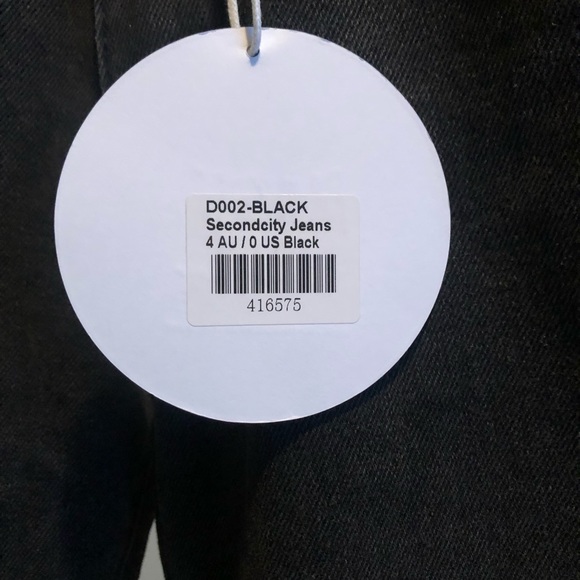 D002-BLACK
Secondcity Jeans
4 AU / 0 US Black
416575